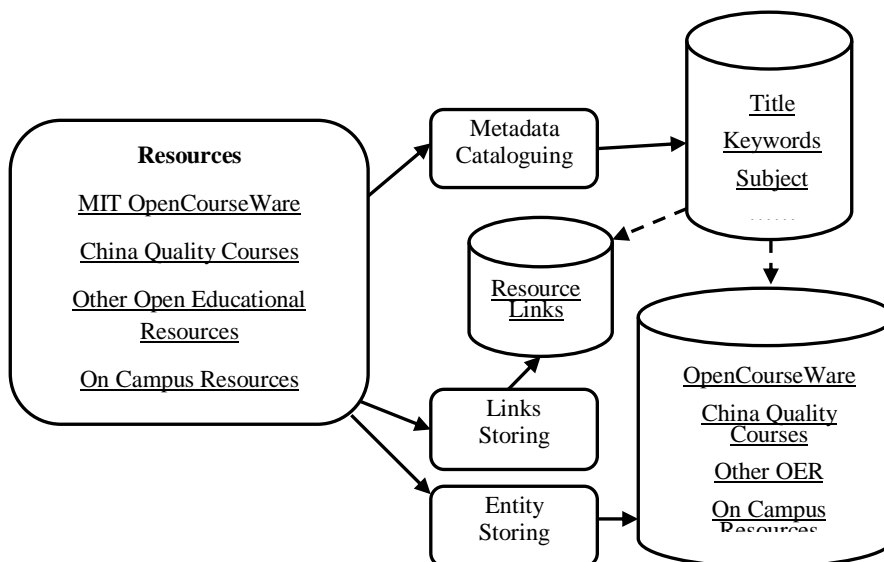 Resources
MIT OpenCourseWare
China Quality Courses
Other Open Educational
Resources
On Campus Resources
Metadata
Cataloguing
Title
Keywords
Subject
......
Resource
Links
Links
Storing
Entity
Storing
OpenCourseWare
China Quality
Courses
Other OER
On Campus
Resources